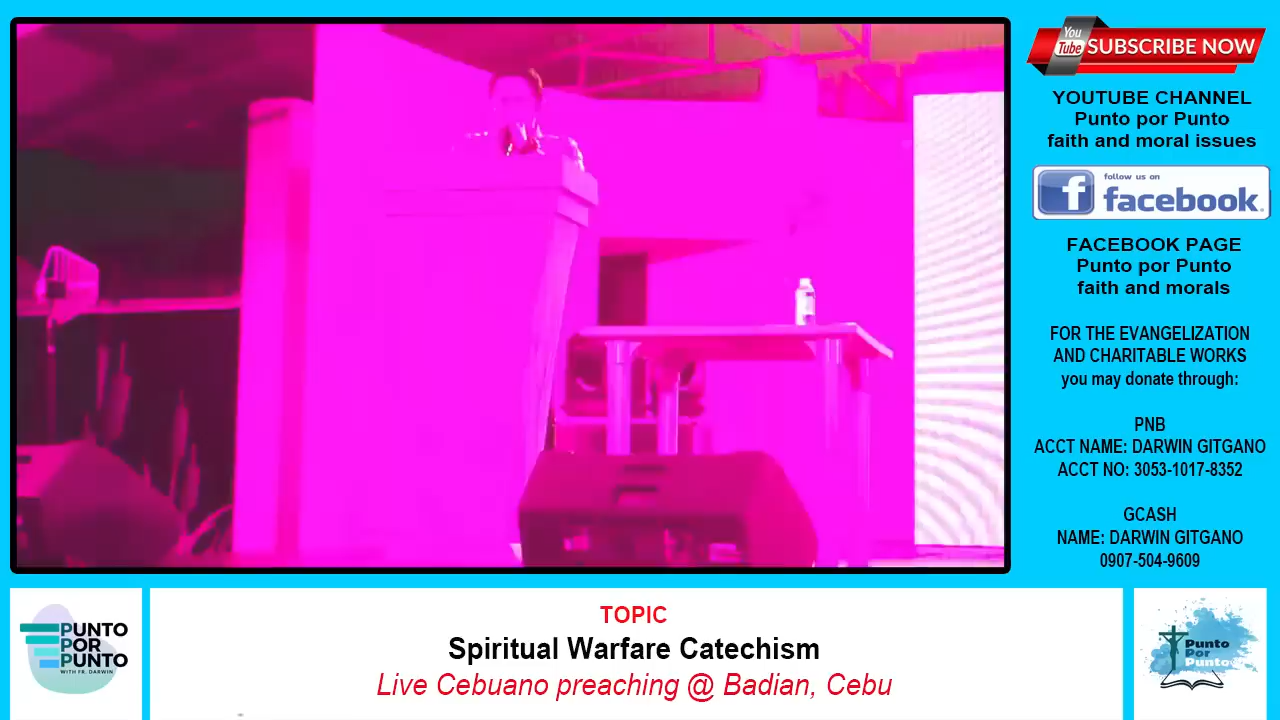 You
Tube SUBSCRIBE NOW
YOUTUBE CHANNEL
Punto por Punto
faith and moral issues
follow us on
facebook.
FACEBOOK PAGE
Punto por Punto
faith and morals
FOR THE EVANGELIZATION
AND CHARITABLE WORKS
you may donate through:
PNB
ACCT NAME: DARWIN GITGANO
ACCT NO: 3053-1017-8352
GCASH
NAME: DARWIN GITGANO
0907-504-9609
PUNTO
POR
PUNTO
WITH FR. DARWIN
TOPIC
Spiritual Warfare Catechism
Live Cebuano preaching @ Badian, Cebu
Punto
Por
Punto